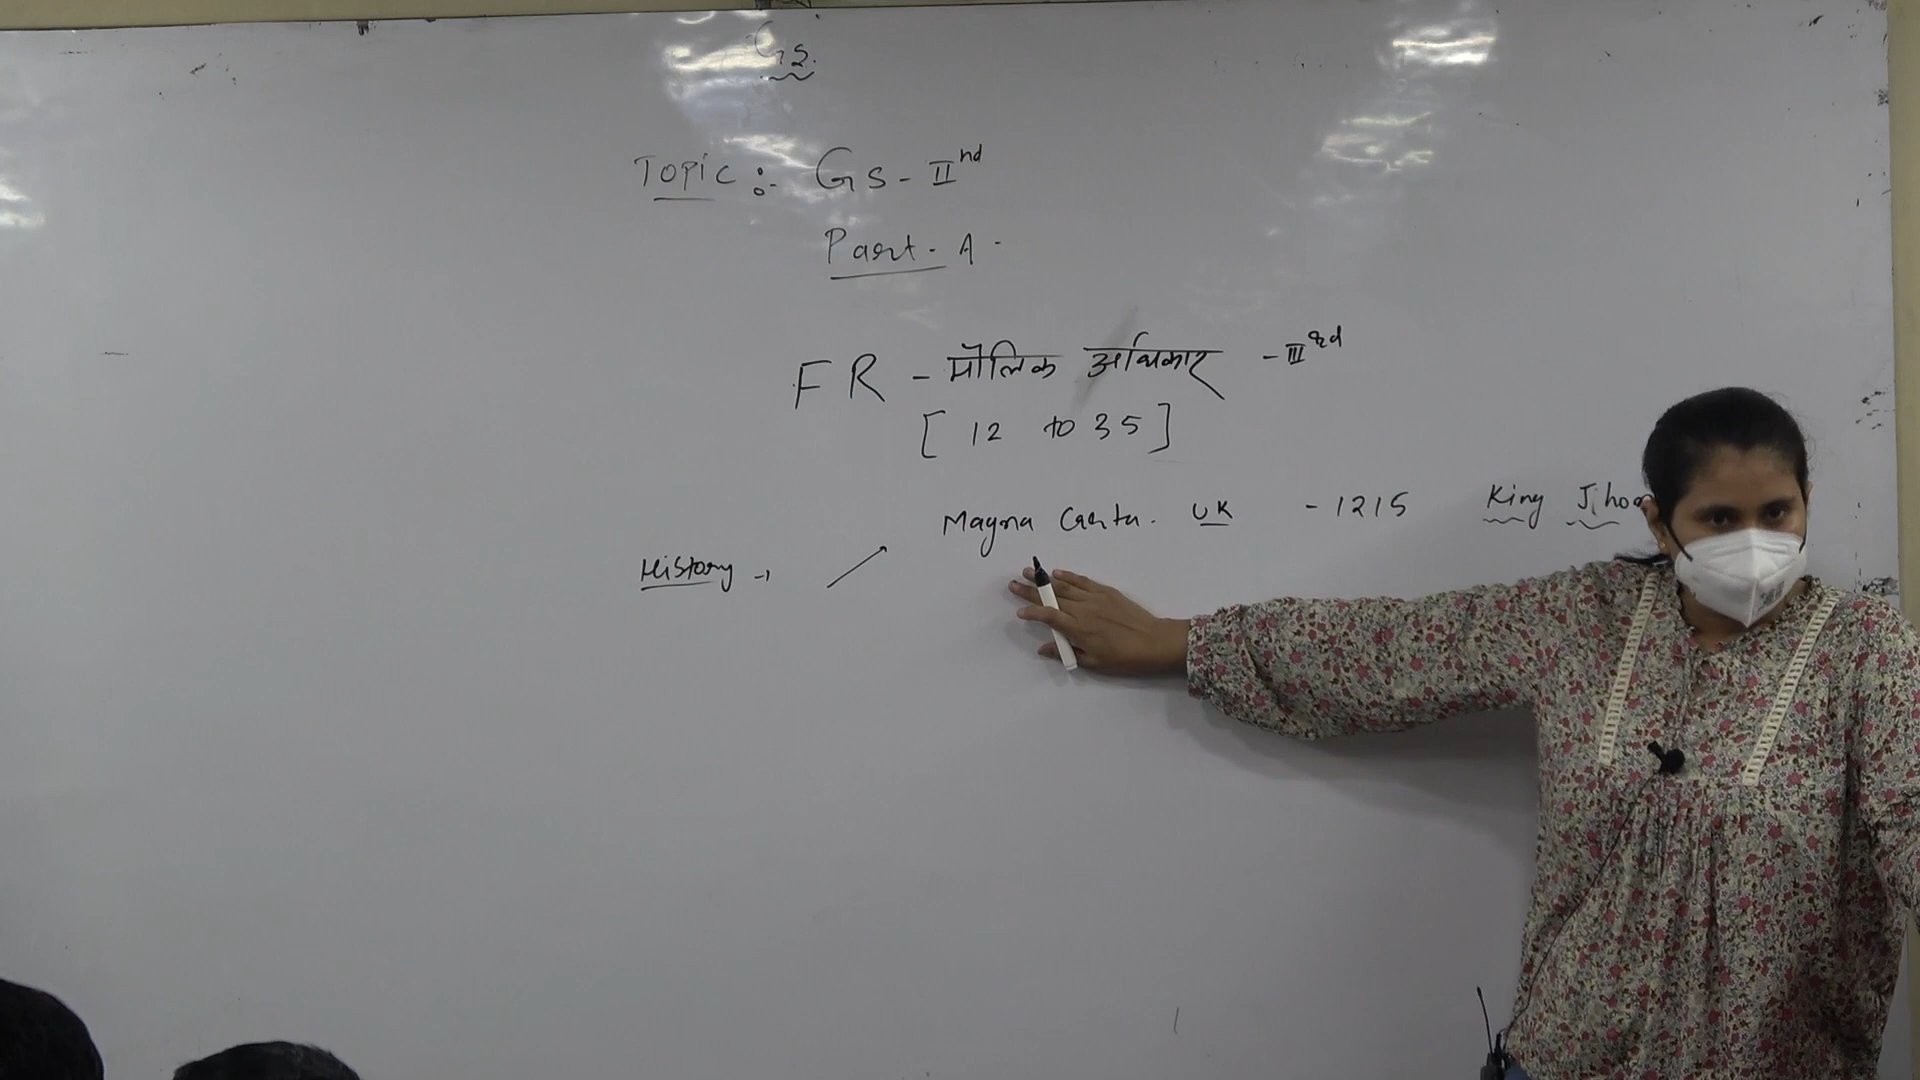 GS.
Topic :- GS - IInd
Part - A -
FR - मौलिक अधिकार - IIIrd
[ 12 to 35 ]
Magna Carta. UK - 1215 King
History →